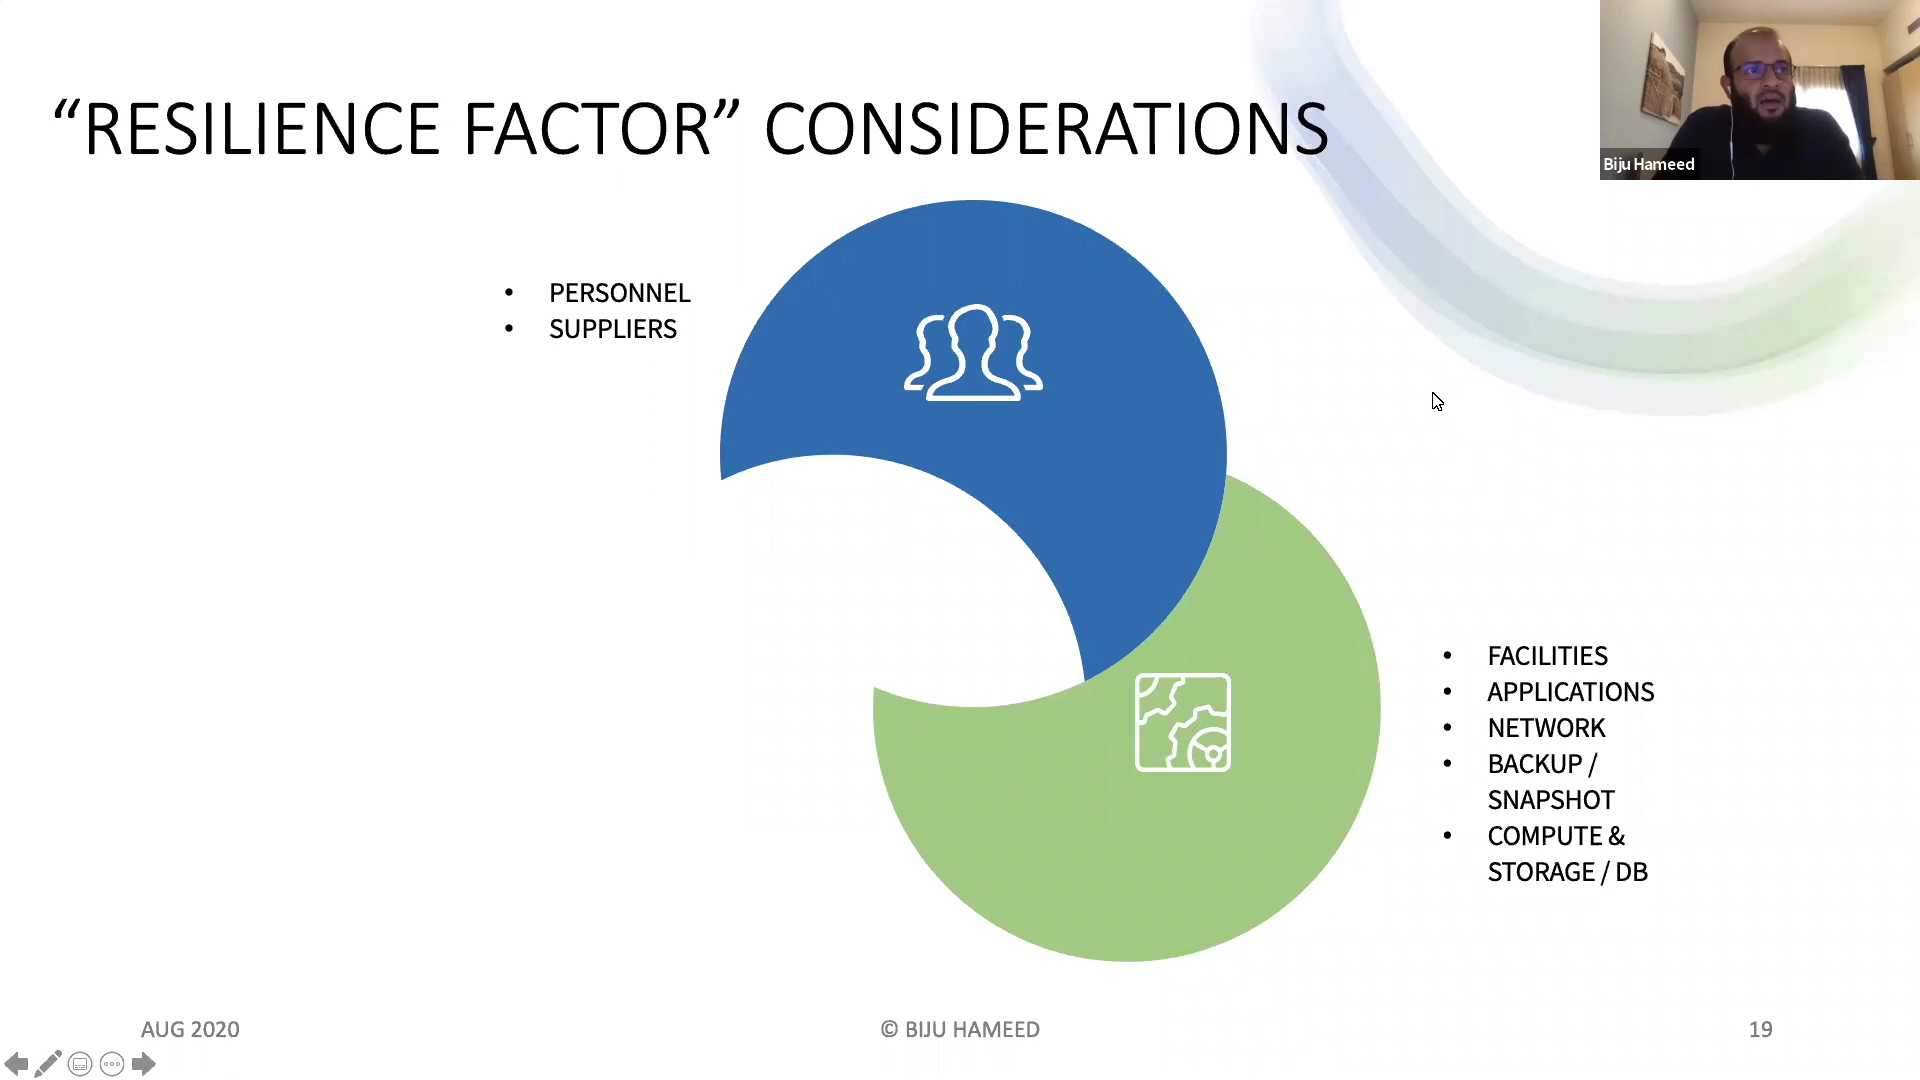 “RESILIENCE FACTOR” CONSIDERATIONS
Biju Hameed
• PERSONNEL
• SUPPLIERS
• FACILITIES
• APPLICATIONS
• NETWORK
• BACKUP /
SNAPSHOT
• COMPUTE &
STORAGE / DB
AUG 2020
© BIJU HAMEED
19